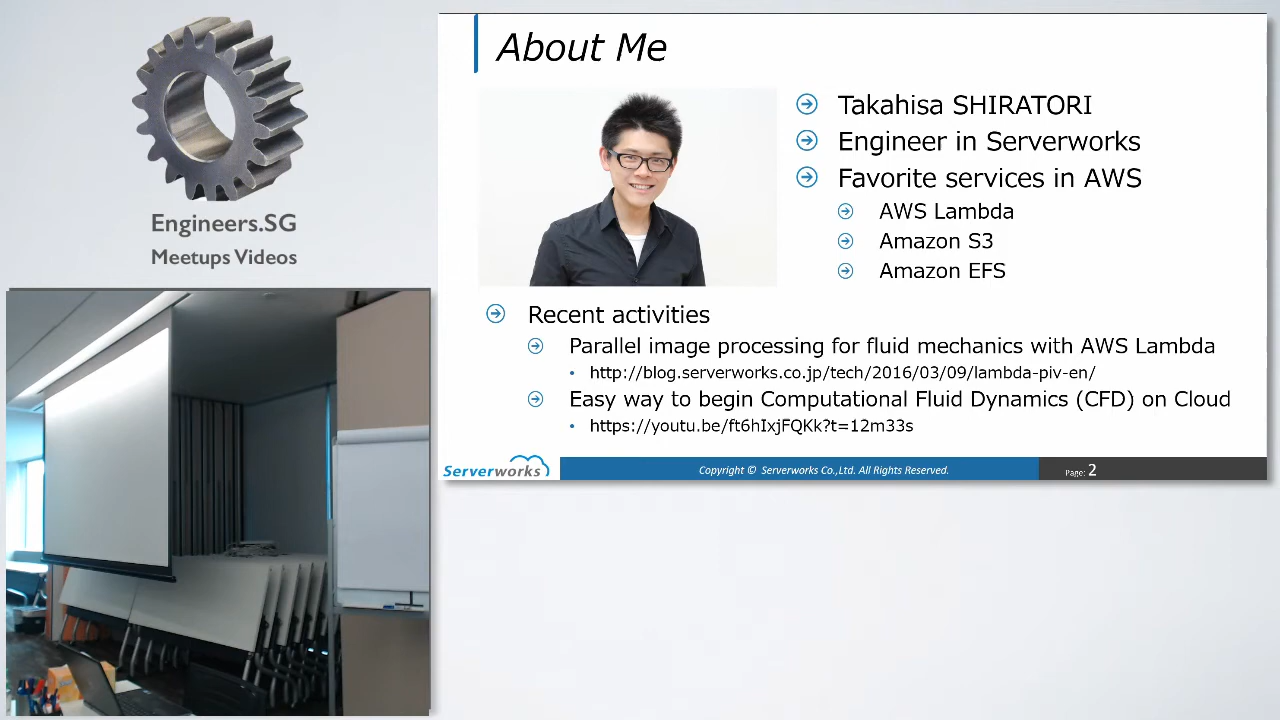 Engineers.SG
Meetups Videos
About Me
Takahisa SHIRATORI
Engineer in Serverworks
Favorite services in AWS
AWS Lambda
Amazon S3
Amazon EFS
Recent activities
Parallel image processing for fluid mechanics with AWS Lambda
http://blog.serverworks.co.jp/tech/2016/03/09/lambda-piv-en/
Easy way to begin Computational Fluid Dynamics (CFD) on Cloud
https://youtu.be/ft6hIxjFQKk?t=12m33s
Serverworks
Copyright © Serverworks Co.,Ltd. All Rights Reserved.
Page: 2